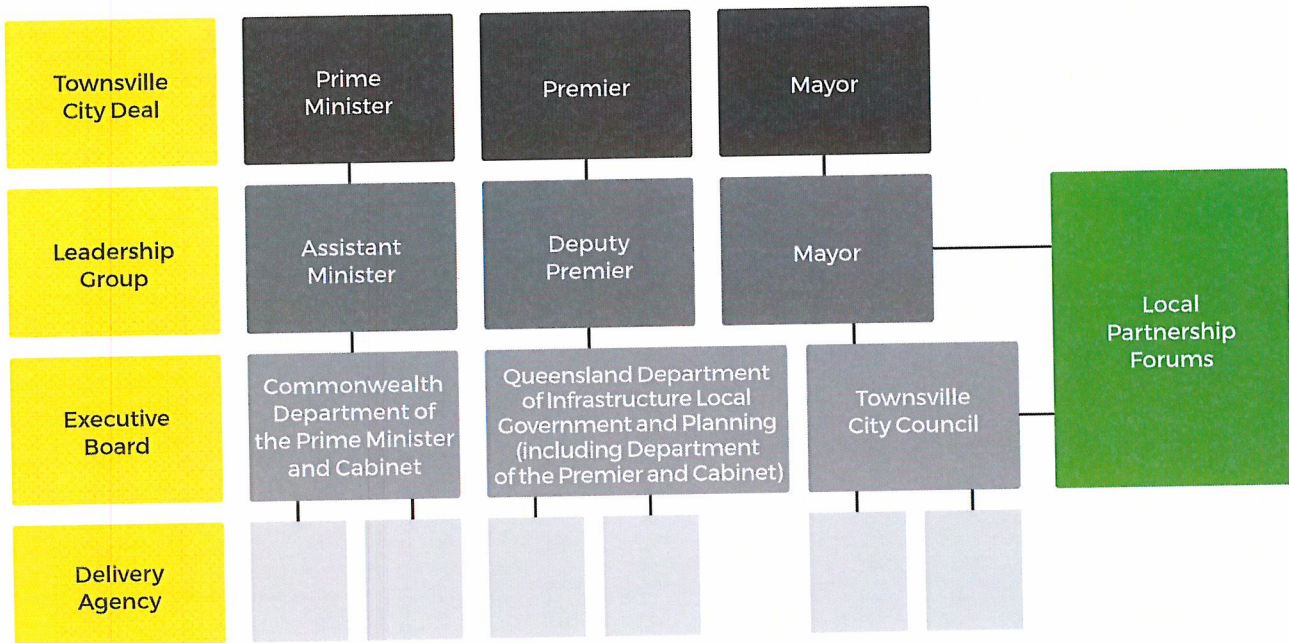 Townsville
City Deal
Prime
Minister
Premier
Mayor
Leadership
Group
Assistant
Minister
Deputy
Premier
Mayor
Local
Partnership
Forums
Executive
Board
Commonwealth
Department of
the Prime Minister
and Cabinet
Queensland Department
of Infrastructure Local
Government and Planning
(including Department
of the Premier and Cabinet)
Townsville
City Council
Delivery
Agency